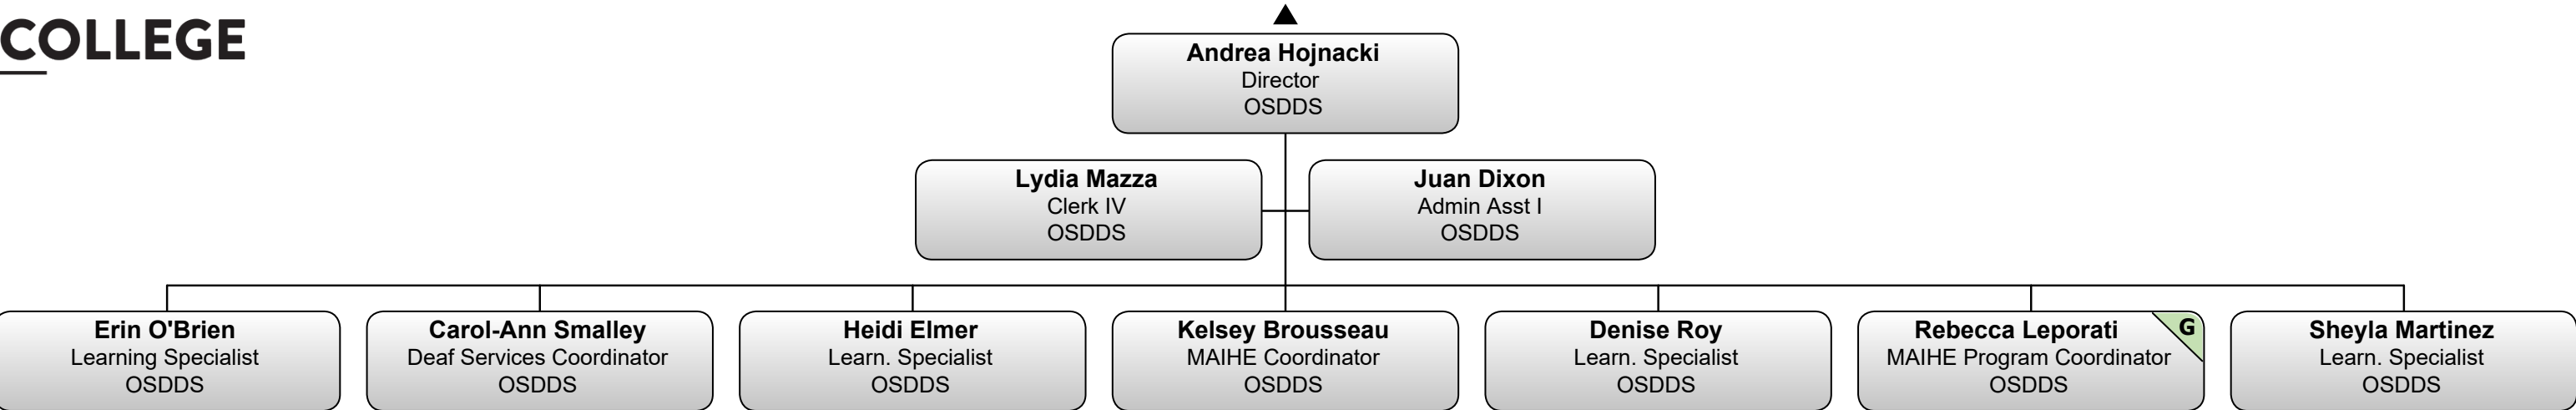 COLLEGE
Andrea Hojnacki
Director
OSDDS
Lydia Mazza
Clerk IV
OSDDS
Juan Dixon
Admin Asst I
OSDDS
Erin O'Brien
Learning Specialist
OSDDS
Carol-Ann Smalley
Deaf Services Coordinator
OSDDS
Heidi Elmer
Learn. Specialist
OSDDS
Kelsey Brousseau
MAIHE Coordinator
OSDDS
Denise Roy
Learn. Specialist
OSDDS
Rebecca Leporati
G
MAIHE Program Coordinator
OSDDS
Sheyla Martinez
Learn. Specialist
OSDDS